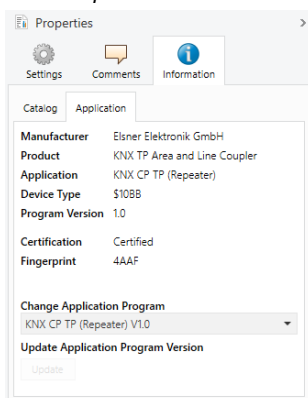 Properties
Settings Comments Information
Catalog Application
Manufacturer Elsner Elektronik GmbH
Product KNX TP Area and Line Coupler
Application KNX CP TP (Repeater)
Device Type $10BB
Program Version 1.0
Certification Certified
Fingerprint 4AAF
Change Application Program
KNX CP TP (Repeater) V1.0
Update Application Program Version
Update